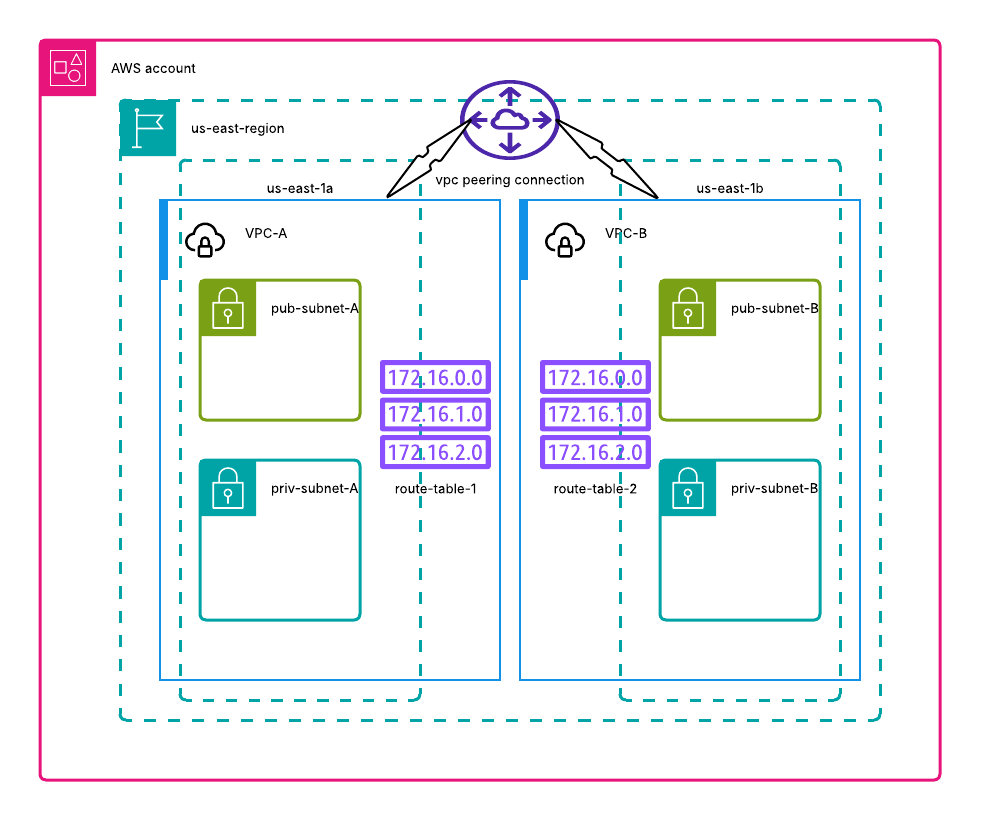 AWS account
us-east-region
vpc peering connection
us-east-1a
us-east-1b
VPC-A
VPC-B
pub-subnet-A
pub-subnet-B
172.16.0.0
172.16.1.0
172.16.2.0
route-table-1
172.16.0.0
172.16.1.0
172.16.2.0
route-table-2
priv-subnet-A
priv-subnet-B